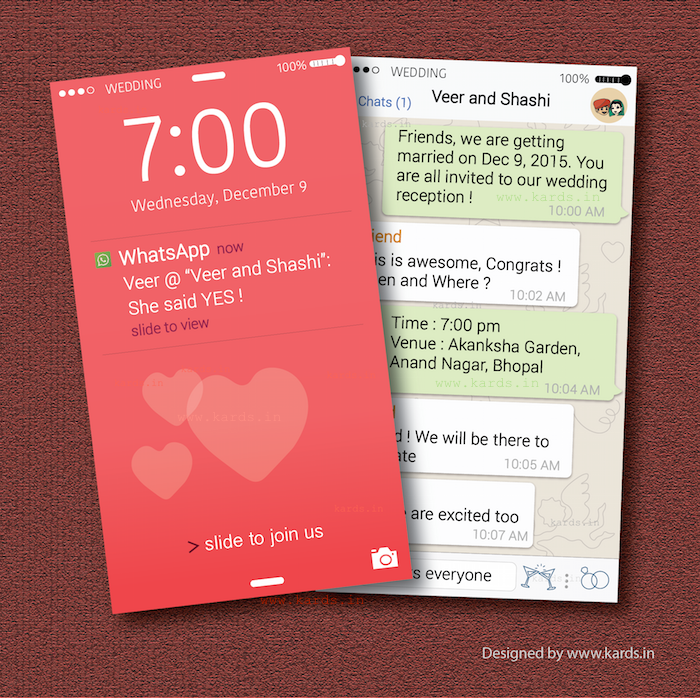 WEDDING
100%
7:00
Wednesday, December 9
WhatsApp now
Veer @ “Veer and Shashi”:
She said YES !
slide to view
www.kards.in
kards.in
> slide to join us
www.kards.in
WEDDING
100%
Chats (1)
Veer and Shashi
Friends, we are getting
married on Dec 9, 2015. You
are all invited to our wedding
reception !
www.kards.in
10:00 AM
iend
is is awesome, Congrats !
en and Where ?
10:02 AM
Time : 7:00 pm
Venue : Akanksha Garden,
Anand Nagar, Bhopal
www.kards.in
10:04 AM
d ! We will be there to
ate
10:05 AM
are excited too
kards.in
10:07 AM
s everyone
Designed by www.kards.in